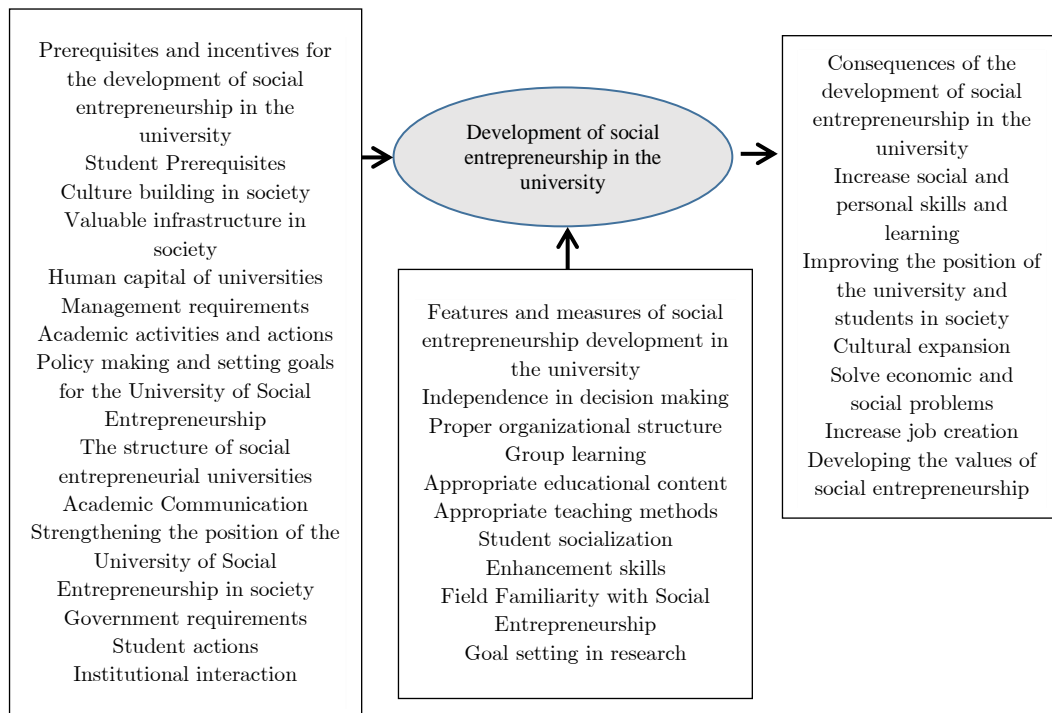 Prerequisites and incentives for
the development of social
entrepreneurship in the
university
Student Prerequisites
Culture building in society
Valuable infrastructure in
society
Human capital of universities
Management requirements
Academic activities and actions
Policy making and setting goals
for the University of Social
Entrepreneurship
The structure of social
entrepreneurial universities
Academic Communication
Strengthening the position of the
University of Social
Entrepreneurship in society
Government requirements
Student actions
Institutional interaction
Development of social
entrepreneurship in the
university
Features and measures of social
entrepreneurship development in
the university
Independence in decision making
Proper organizational structure
Group learning
Appropriate educational content
Appropriate teaching methods
Student socialization
Enhancement skills
Field Familiarity with Social
Entrepreneurship
Goal setting in research
Consequences of the
development of social
entrepreneurship in the
university
Increase social and
personal skills and
learning
Improving the position of
the university and
students in society
Cultural expansion
Solve economic and
social problems
Increase job creation
Developing the values of
social entrepreneurship